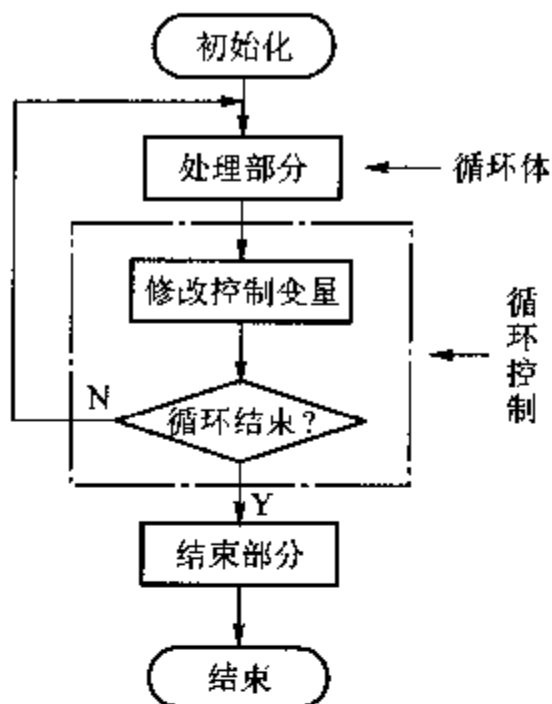 初始化
处理部分
循环体
修改控制变量
循环控制
N
循环结束?
Y
结束部分
结束